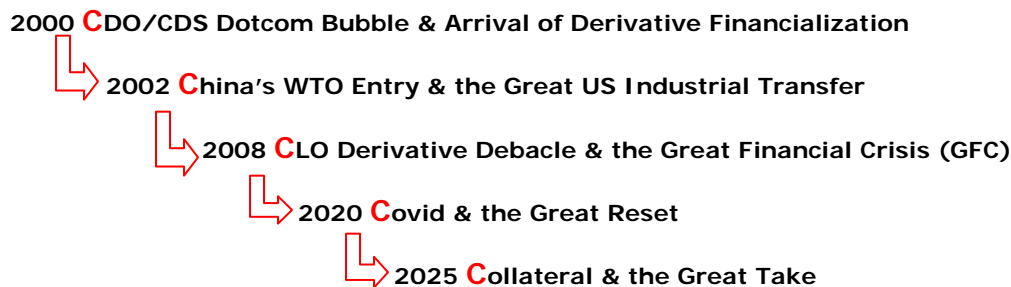 2000 CDO/CDS Dotcom Bubble & Arrival of Derivative Financialization
2002 China's WTO Entry & the Great US Industrial Transfer
2008 CLO Derivative Debacle & the Great Financial Crisis (GFC)
2020 Covid & the Great Reset
2025 Collateral & the Great Take